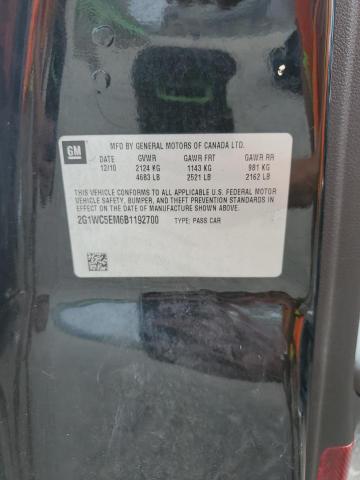 MFD BY GENERAL MOTORS OF CANADA LTD.
GM
DATE GVWR GAWR FRT GAWR RR
12/10 2124 KG 1143 KG 981 KG
4683 LB 2521 LB 2162 LB
THIS VEHICLE CONFORMS TO ALL APPLICABLE U.S. FEDERAL MOTOR
VEHICLE SAFETY, BUMPER, AND THEFT PREVENTION STANDARDS
IN EFFECT ON THE DATE OF MANUFACTURE SHOWN ABOVE.
2G1WC5EM6B1192700 TYPE: PASS CAR